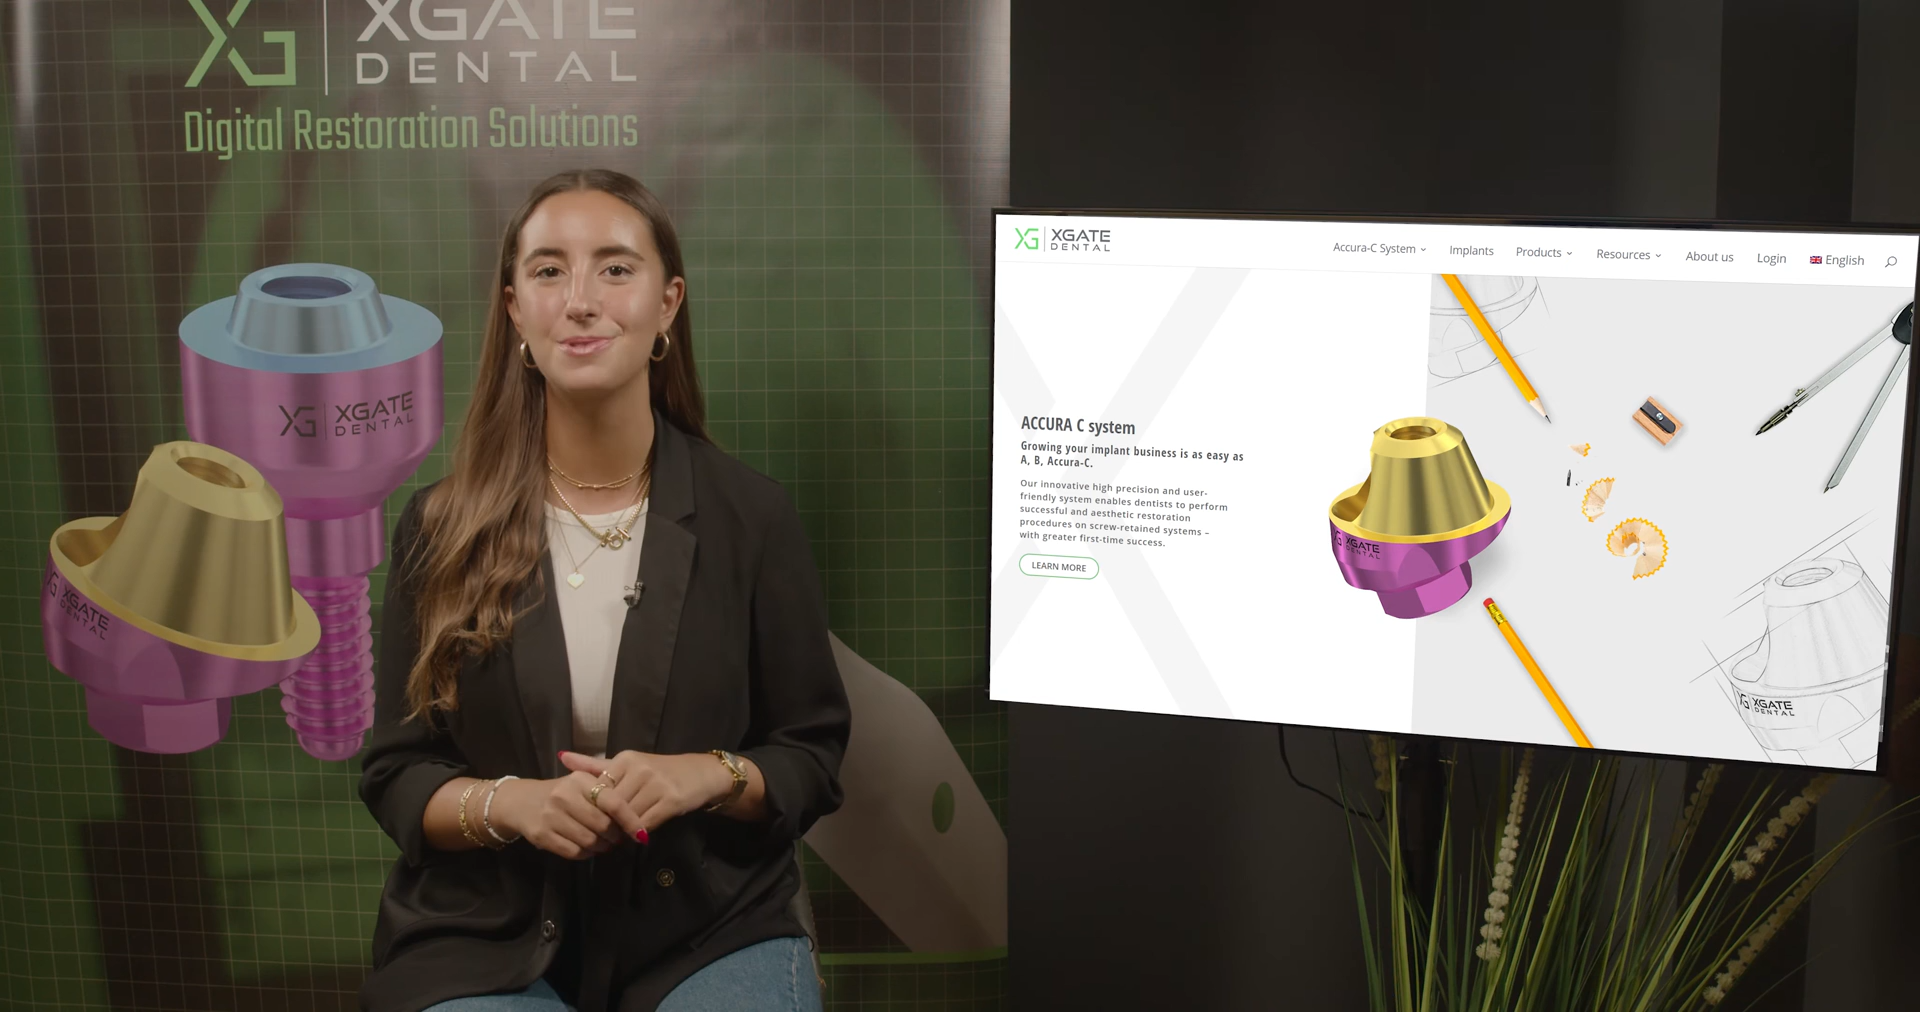 XG XGATE
DENTAL
Digital Restoration Solutions
XG XGATE
DENTAL
XG XGATE
DENTAL
XG XGATE
DENTAL
Accura-C System
Implants
Products
Resources
About us
Login
English
ACCURA C system
Growing your implant business is as easy as
A, B, Accura-C.
Our innovative high precision and user-
friendly system enables dentists to perform
successful and aesthetic restoration
procedures on screw-retained systems –
with greater first-time success.
LEARN MORE
XG XGATE
DENTAL
XG XGATE
DENTAL